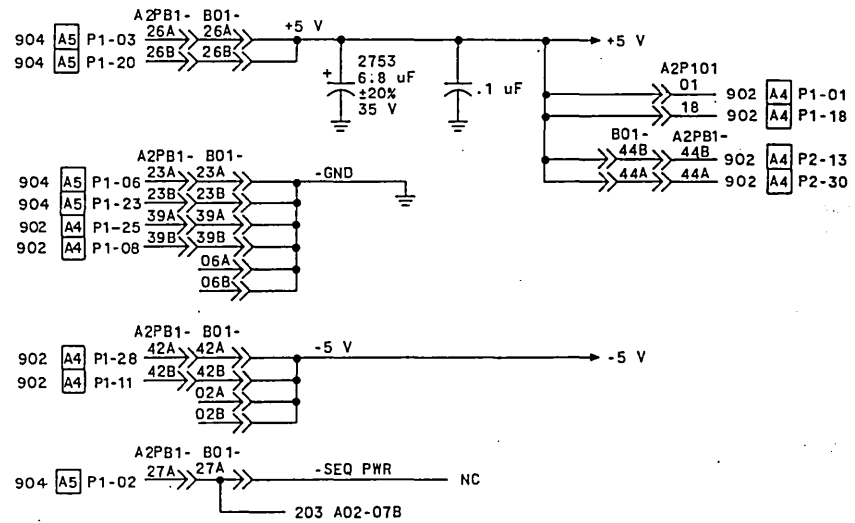 A2PB1- B01-
904 A5 P1-03 26A 26A +5 V +5 V
904 A5 P1-20 26B 26B
+ 2753
6.8 uF
±20%
35 V
.1 uF
A2P101
01 902 A4 P1-01
18 902 A4 P1-18
B01- A2PB1-
44B 44B 902 A4 P2-13
44A 44A 902 A4 P2-30
A2PB1- B01-
904 A5 P1-06 23A 23A -GND
904 A5 P1-23 23B 23B
902 A4 P1-25 39A 39A
902 A4 P1-08 39B 39B
06A
06B
A2PB1- B01-
902 A4 P1-28 42A 42A -5 V -5 V
902 A4 P1-11 42B 42B
02A
02B
A2PB1- B01-
904 A5 P1-02 27A 27A -SEQ PWR NC
203 A02-07B